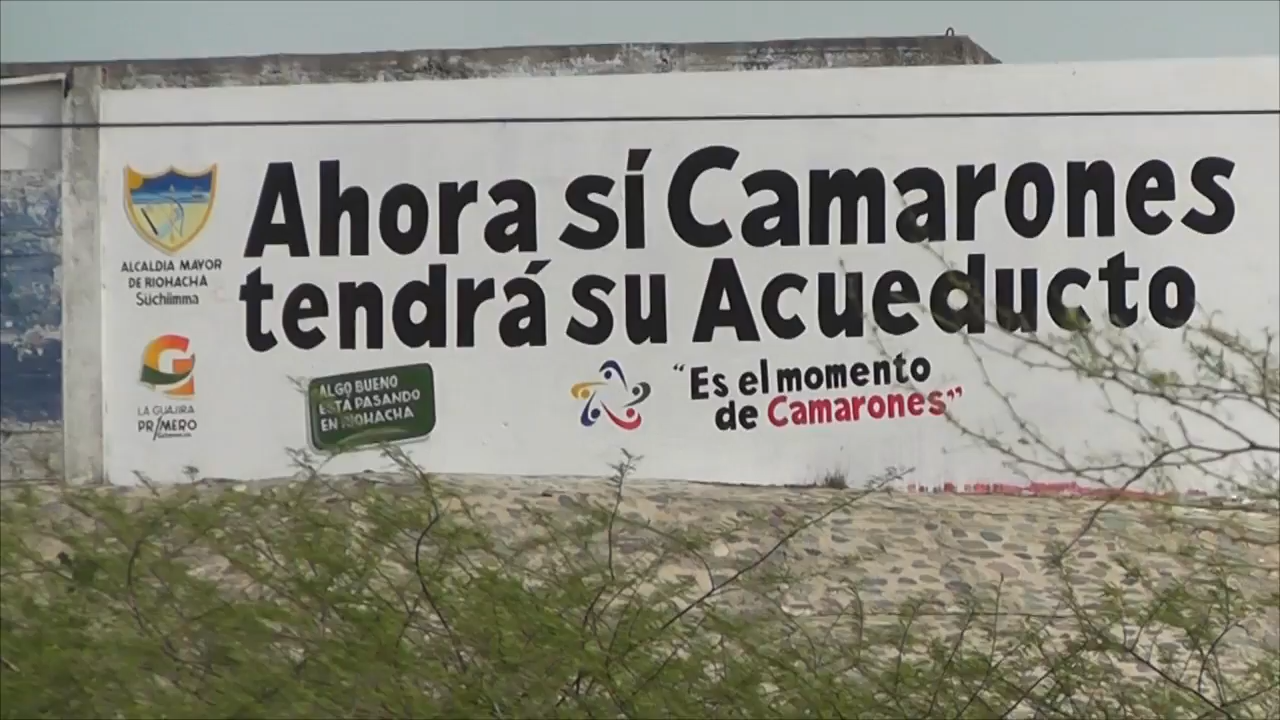 Ahora sí Camarones
tendrá su Acueducto
ALCALDIA MAYOR
DE RIOHACHA
Süchiimma
LA GUAJIRA
PRIMERO
ALGO BUENO
ESTÁ PASANDO
EN RIOHACHA
"Es el momento
de Camarones"